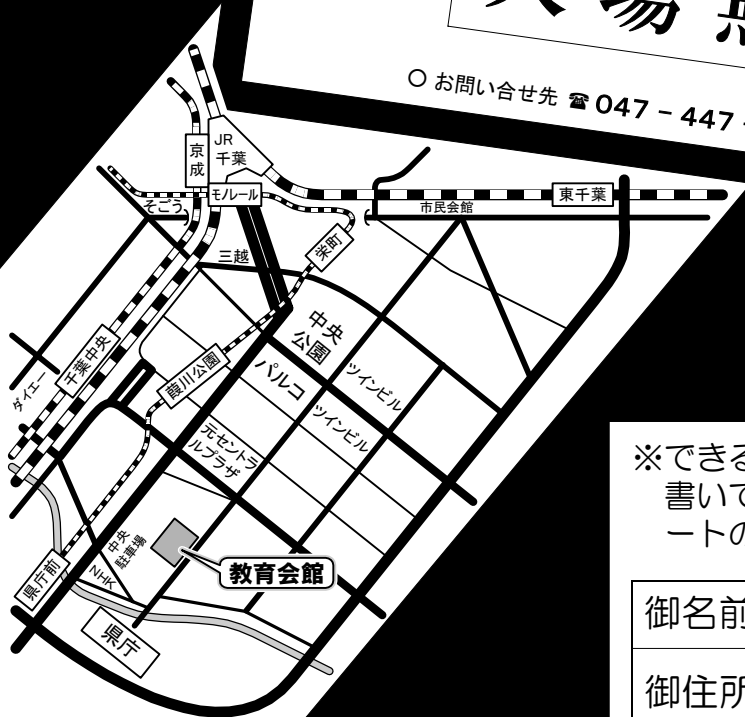 入場無
○ お問い合せ先 ☎ 047 − 447 −
京成
JR
千葉
モノレール
そごう
東千葉
市民会館
三越
栄町
中央
公園
千葉中央
ダイエー
葭川公園
パルコ
ツインビル
ツインビル
元セントラ
ルプラザ
中央
駐車場
NHK
県庁前
教育会館
県庁
※できる
書いて
ートの
御名前
御住所